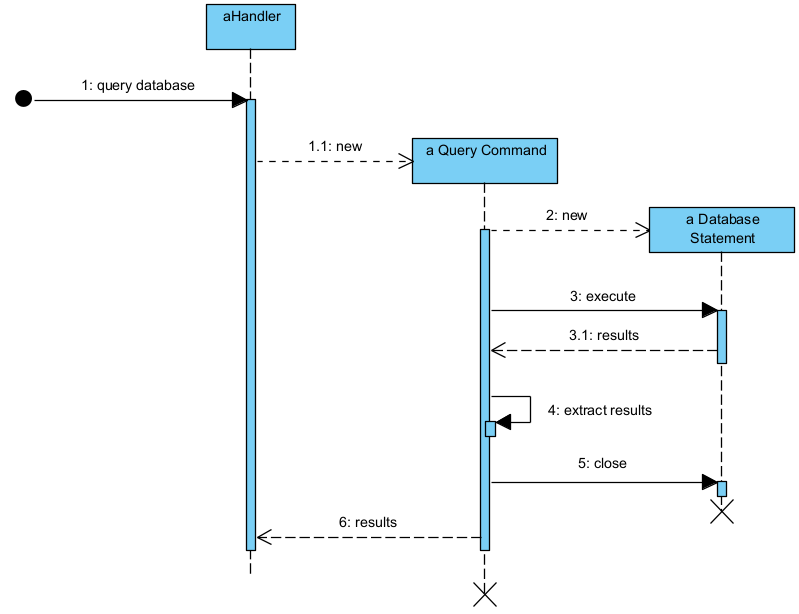 aHandler
1: query database
1.1: new
a Query Command
2: new
a Database
Statement
3: execute
3.1: results
4: extract results
5: close
6: results